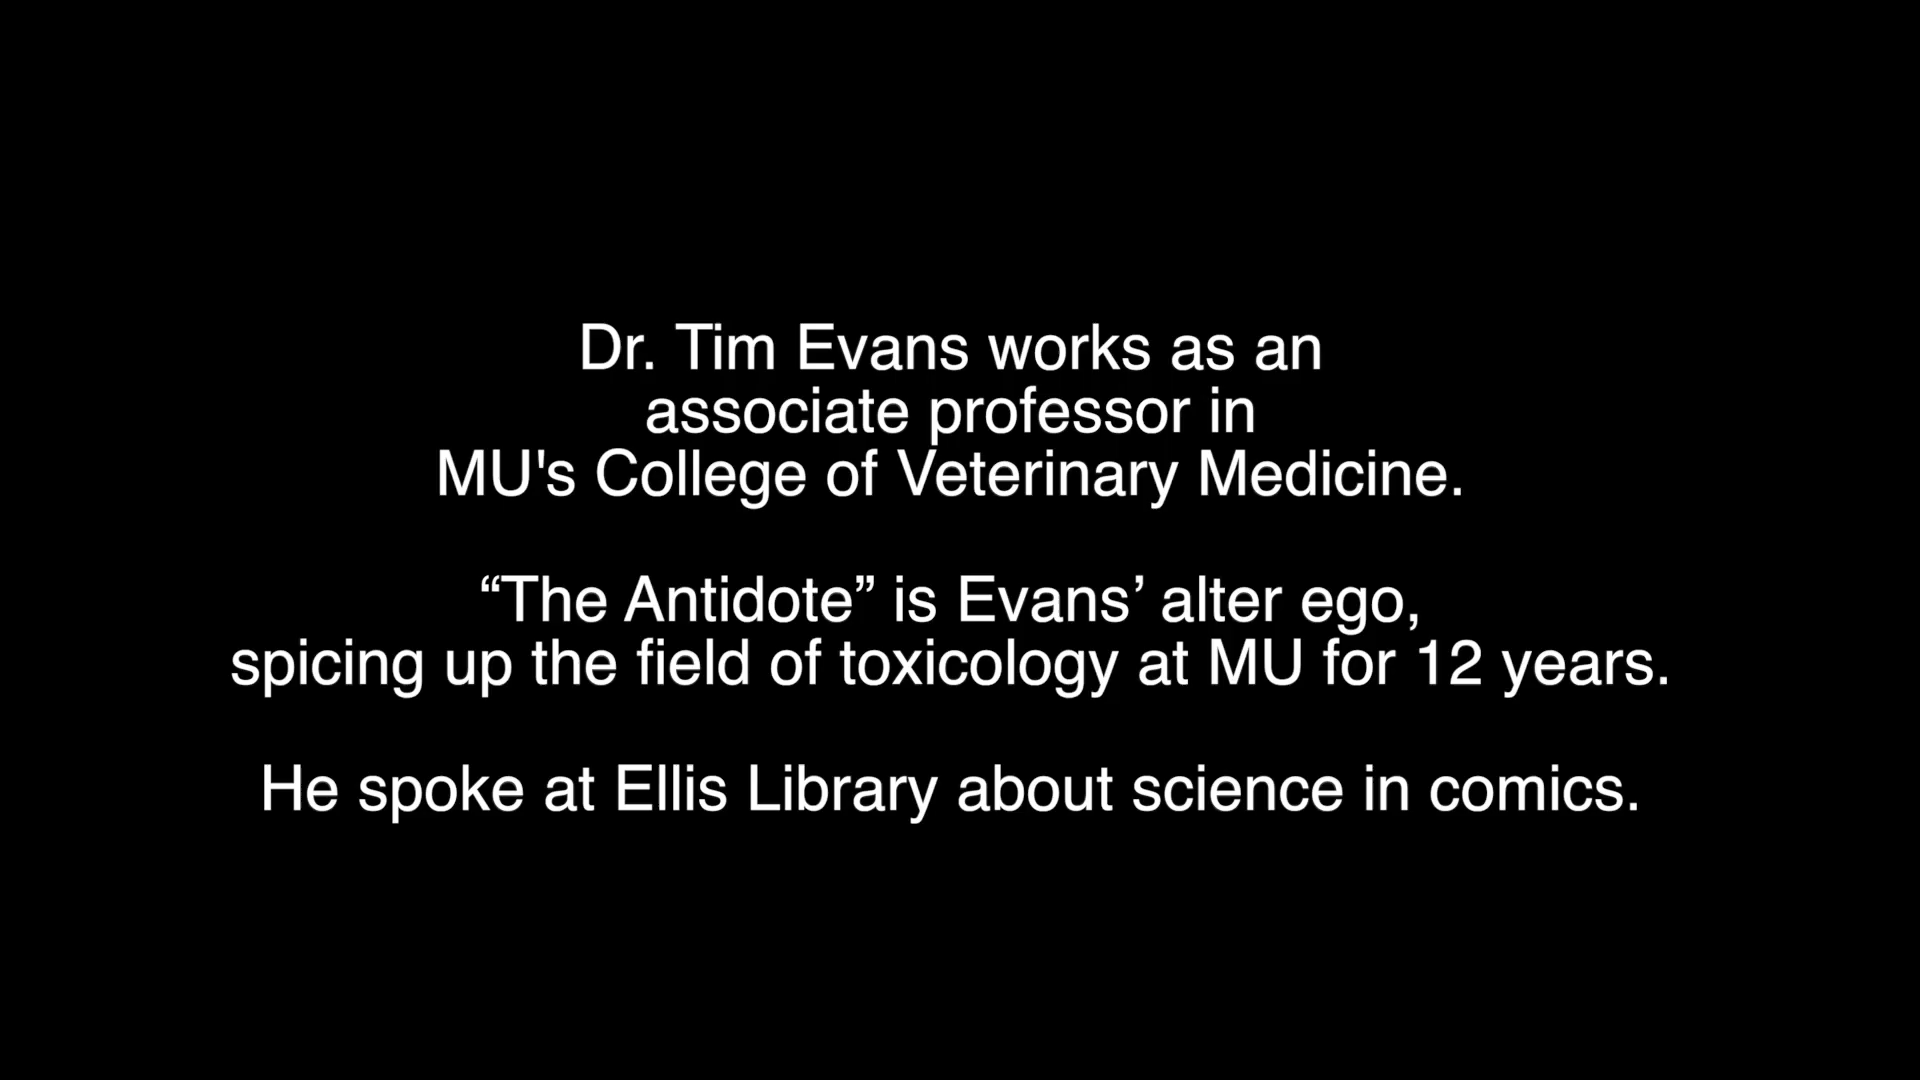 Dr. Tim Evans works as an
associate professor in
MU's College of Veterinary Medicine.
“The Antidote” is Evans’ alter ego,
spicing up the field of toxicology at MU for 12 years.
He spoke at Ellis Library about science in comics.